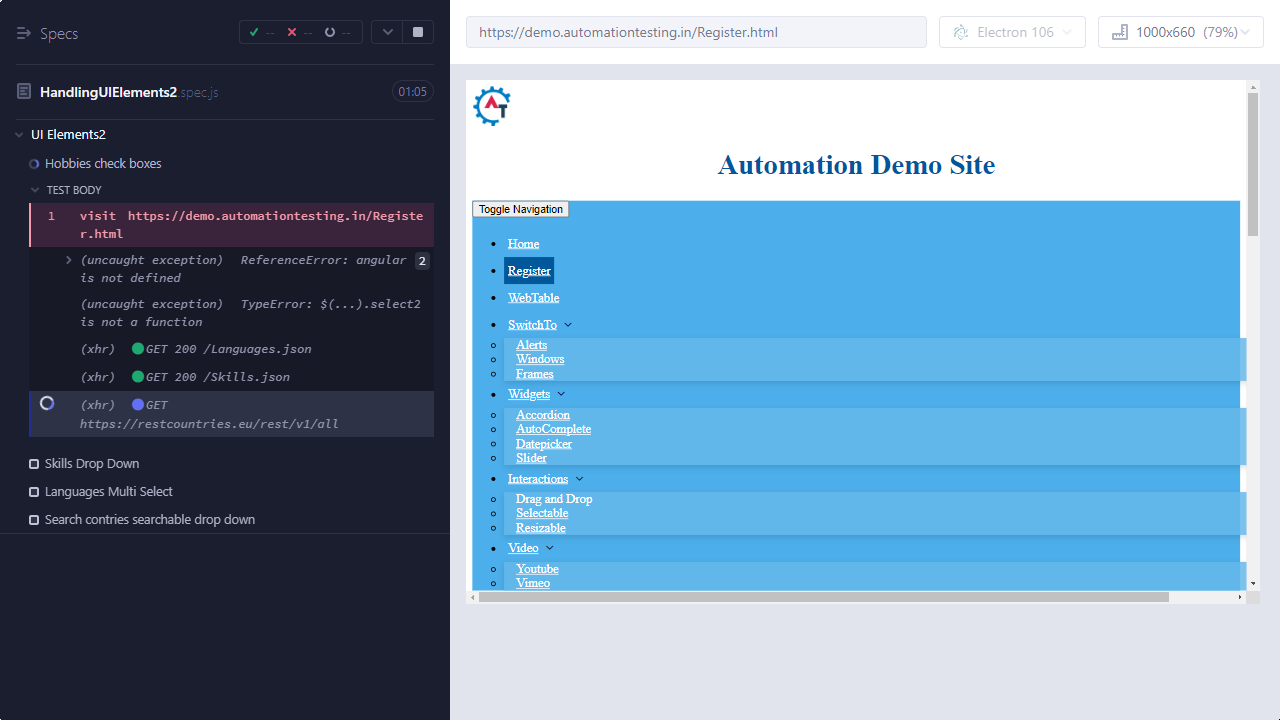 Specs
-- -- --
HandlingUIElements2.spec.js 01:05
UI Elements2
Hobbies check boxes
TEST BODY
1 visit https://demo.automationtesting.in/Registe
r.html
(uncaught exception) ReferenceError: angular 2
is not defined
(uncaught exception) TypeError: $(...).select2
is not a function
(xhr) GET 200 /Languages.json
(xhr) GET 200 /Skills.json
(xhr) GET
https://restcountries.eu/rest/v1/all
Skills Drop Down
Languages Multi Select
Search contries searchable drop down
https://demo.automationtesting.in/Register.html
Electron 106
1000x660 (79%)
AT
Automation Demo Site
Toggle Navigation
Home
Register
WebTable
SwitchTo
Alerts
Windows
Frames
Widgets
Accordion
AutoComplete
Datepicker
Slider
Interactions
Drag and Drop
Selectable
Resizable
Video
Youtube
Vimeo